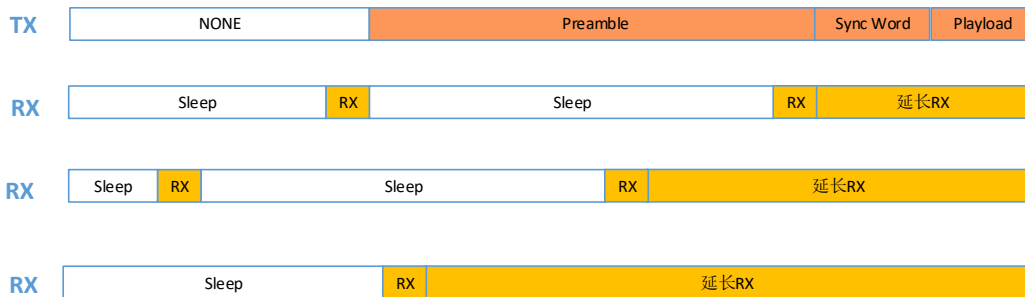 TX NONE Preamble Sync Word Playload
RX Sleep RX Sleep RX 延长RX
RX Sleep RX Sleep RX 延长RX
RX Sleep RX 延长RX